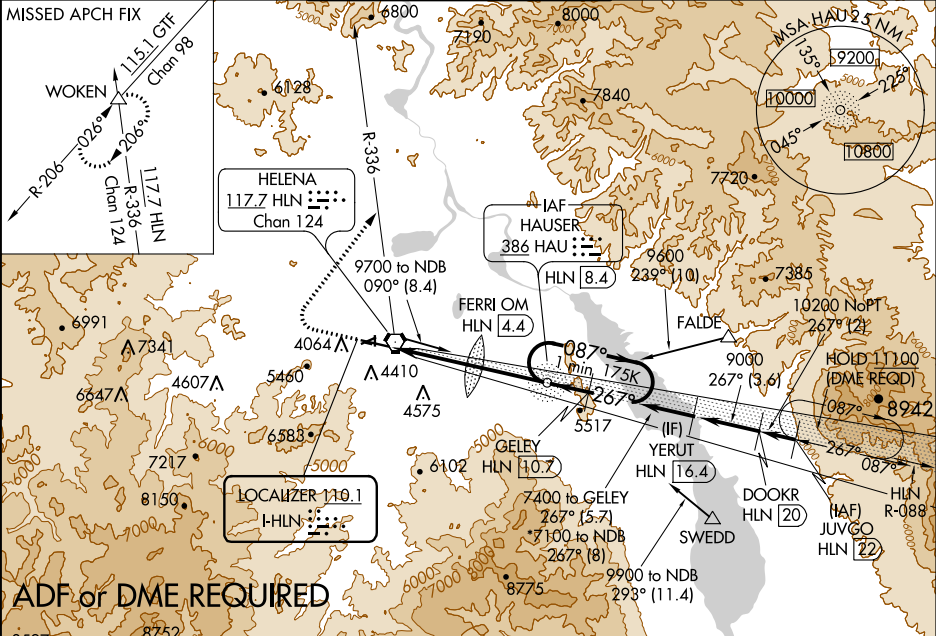 MISSED APCH FIX
115.1 GTF
Chan 98
WOKEN
026°
206°
R-206
117.7 HLN
R-336
Chan 124
6800
7190
8000
6128
7840
MSA HAU 25 NM
135°
9200
5000
225°
10000
045°
10800
R-336
HELENA
117.7 HLN
Chan 124
IAF
HAUSER
386 HAU
HLN 8.4
6000
7720
9600
239° (10)
7385
9700 to NDB
090° (8.4)
FERRI OM
HLN 4.4
FALDE
10200 NoPT
267° (2)
6991
7341
4064
4410
087°
1 min 175K
267°
9000
267° (3.6)
HOLD 11100
(DME REQD)
5460
6647
4607
4575
5517
8942
087°
267°
087°
6583
(IF)
YERUT
HLN 16.4
GELEY
HLN 10.7
7217
5000
6102
6000
8150
LOCALIZER 110.1
I-HLN
7400 to GELEY
267° (5.7)
7100 to NDB
267° (8)
DOOKR
HLN 20
(IAF)
JUVGO
HLN 22
HLN
R-088
SWEDD
9900 to NDB
293° (11.4)
8775
ADF or DME REQUIRED
8752